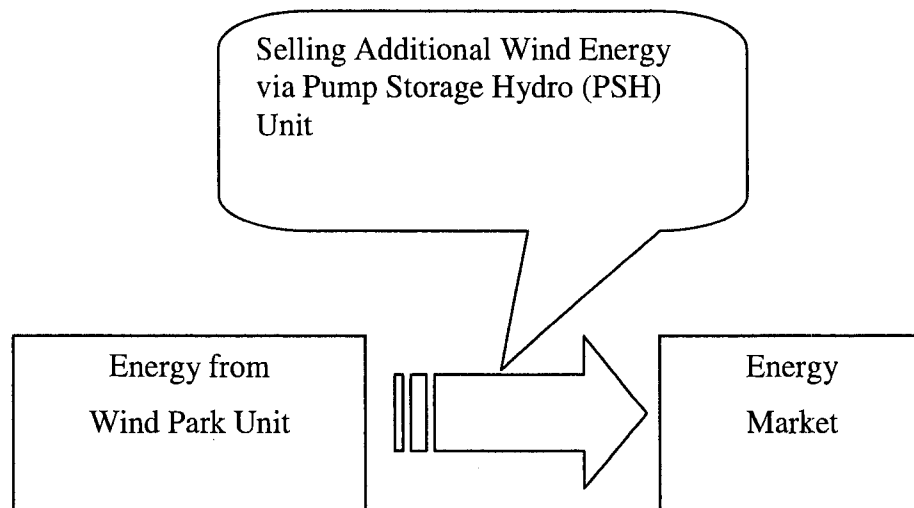 Selling Additional Wind Energy
via Pump Storage Hydro (PSH)
Unit
Energy from
Wind Park Unit
Energy
Market